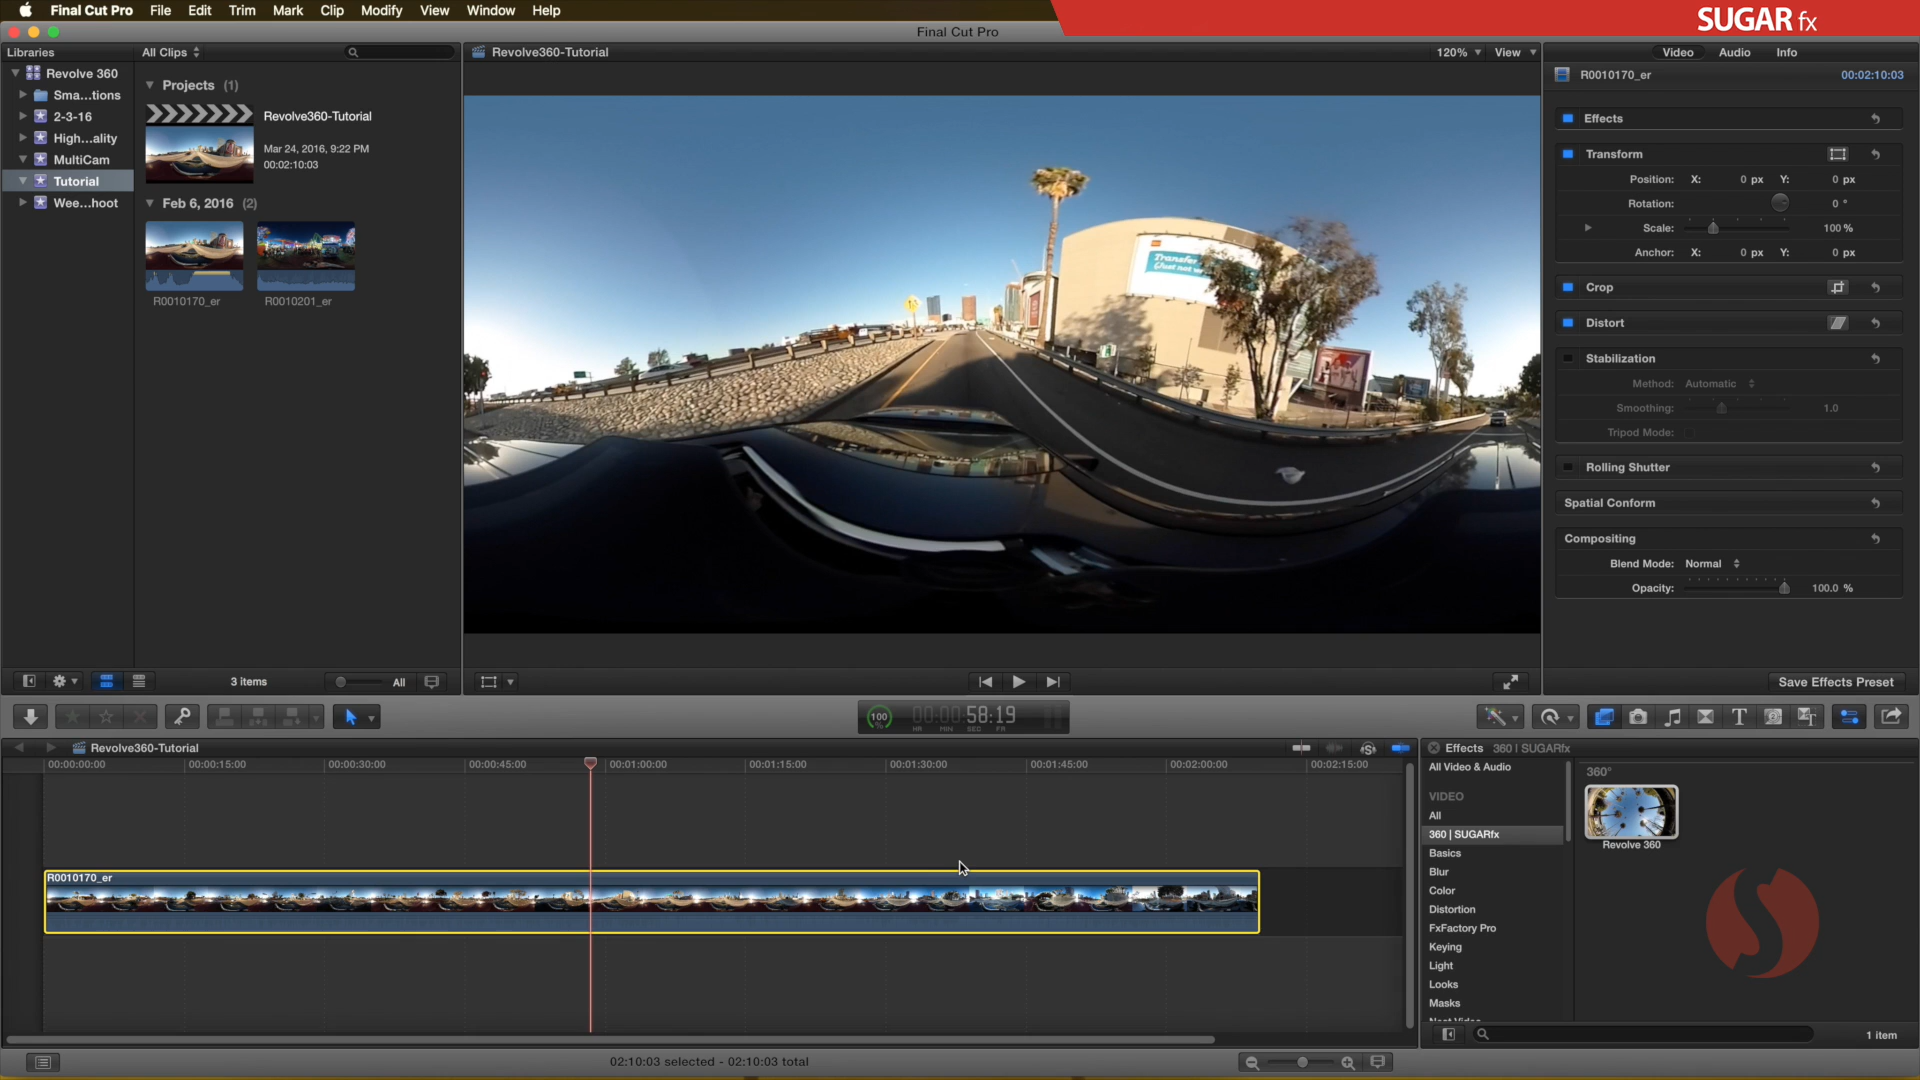 Final Cut Pro File Edit Trim Mark Clip Modify View Window Help
SUGAR fx
Final Cut Pro
Libraries
All Clips
Revolve 360
Sma...tions
2-3-16
High...ality
MultiCam
Tutorial
Wee...hoot
Projects (1)
Revolve360-Tutorial
Mar 24, 2016, 9:22 PM
00:02:10:03
Feb 6, 2016 (2)
R0010170_er
R0010201_er
3 items
All
Revolve360-Tutorial
120%
View
Transfer
Video Audio Info
R0010170_er
00:02:10:03
Effects
Transform
Position: X: 0 px Y: 0 px
Rotation: 0 °
Scale: 100 %
Anchor: X: 0 px Y: 0 px
Crop
Distort
Stabilization
Method: Automatic
Smoothing: 1.0
Tripod Mode:
Rolling Shutter
Spatial Conform
Compositing
Blend Mode: Normal
Opacity: 100.0 %
Save Effects Preset
100 %
00:00:58:19
HR MIN SEC FR
Revolve360-Tutorial
00:00:00:00 00:00:15:00 00:00:30:00 00:00:45:00 00:01:00:00 00:01:15:00 00:01:30:00 00:01:45:00 00:02:00:00 00:02:15:00
R0010170_er
Effects 360 | SUGARfx
All Video & Audio
VIDEO
All
360 | SUGARfx
Basics
Blur
Color
Distortion
FxFactory Pro
Keying
Light
Looks
Masks
360°
Revolve 360
1 item
02:10:03 selected - 02:10:03 total